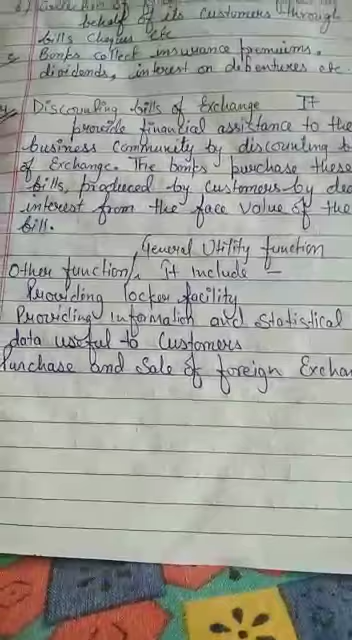 behalf of its customers through
bills cheques etc
Banks collect insurance premiums,
dividends, interest on debentures etc.
Discounting bills of Exchange It
provide financial assistance to the
business community by discounting
of Exchange. The banks purchase these
bills, produced by customers by
interest from the face value of the
bill.
General Utility function
Other function, It include -
Providing locker facility
Providing information and statistical
data useful to customers
Purchase and Sale of foreign Exchan